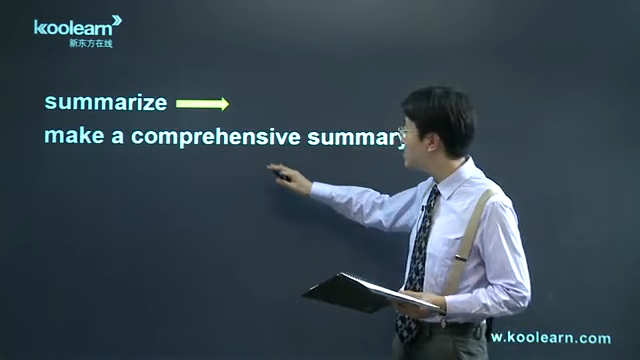 koolearn
新东方在线
summarize
make a comprehensive summary
w.koolearn.com